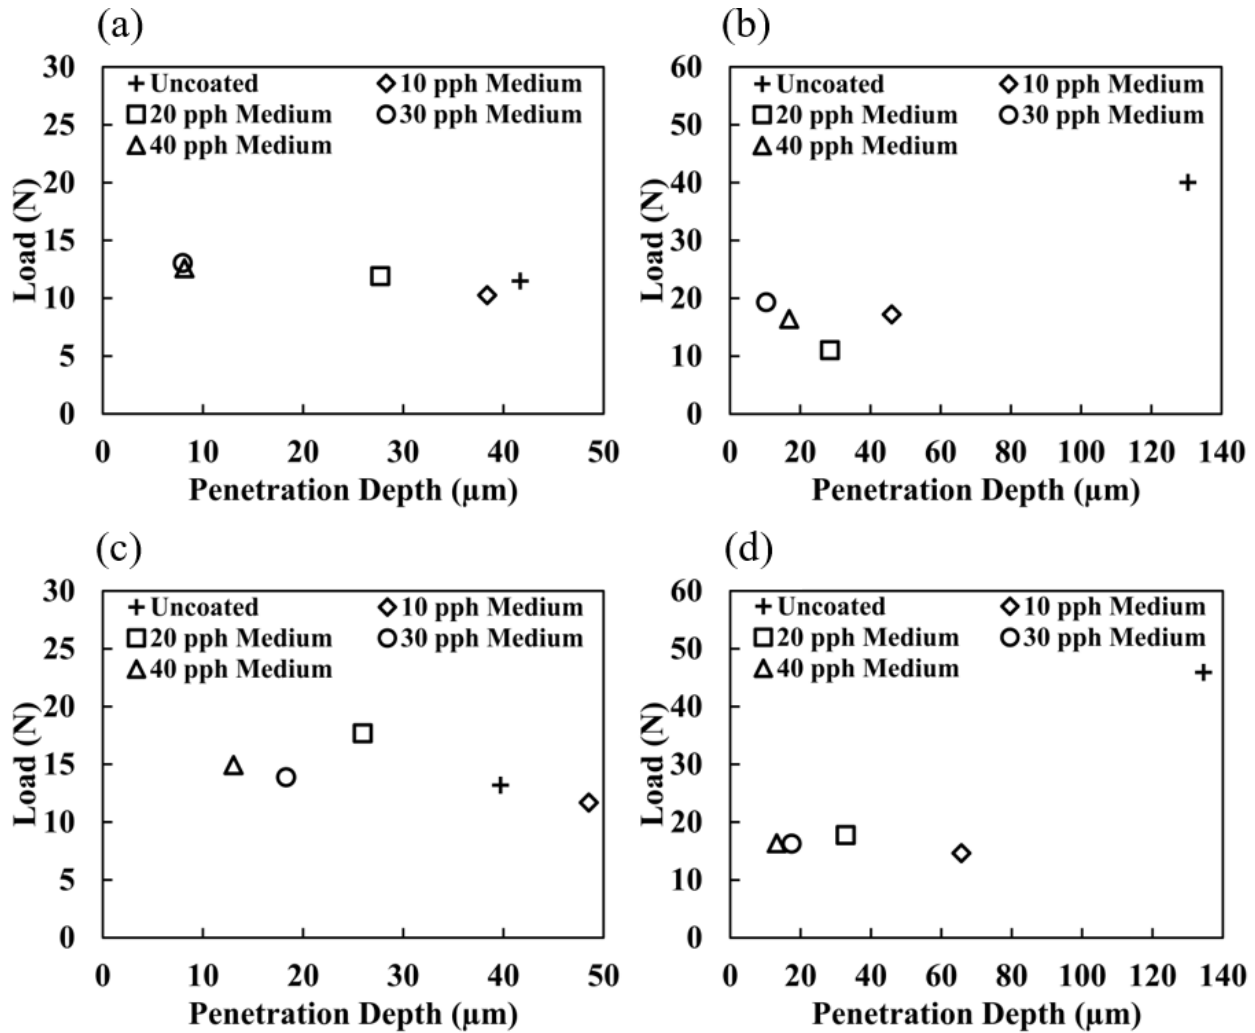 (a)
30
25
20
15
10
5
0
Load (N)
+ Uncoated ◇ 10 pph Medium
□ 20 pph Medium ○ 30 pph Medium
△ 40 pph Medium
0 10 20 30 40 50
Penetration Depth (µm)
(b)
60
50
40
30
20
10
0
Load (N)
+ Uncoated ◇ 10 pph Medium
□ 20 pph Medium ○ 30 pph Medium
△ 40 pph Medium
0 20 40 60 80 100 120 140
Penetration Depth (µm)
(c)
30
25
20
15
10
5
0
Load (N)
+ Uncoated ◇ 10 pph Medium
□ 20 pph Medium ○ 30 pph Medium
△ 40 pph Medium
0 10 20 30 40 50
Penetration Depth (µm)
(d)
60
50
40
30
20
10
0
Load (N)
+ Uncoated ◇ 10 pph Medium
□ 20 pph Medium ○ 30 pph Medium
△ 40 pph Medium
0 20 40 60 80 100 120 140
Penetration Depth (µm)